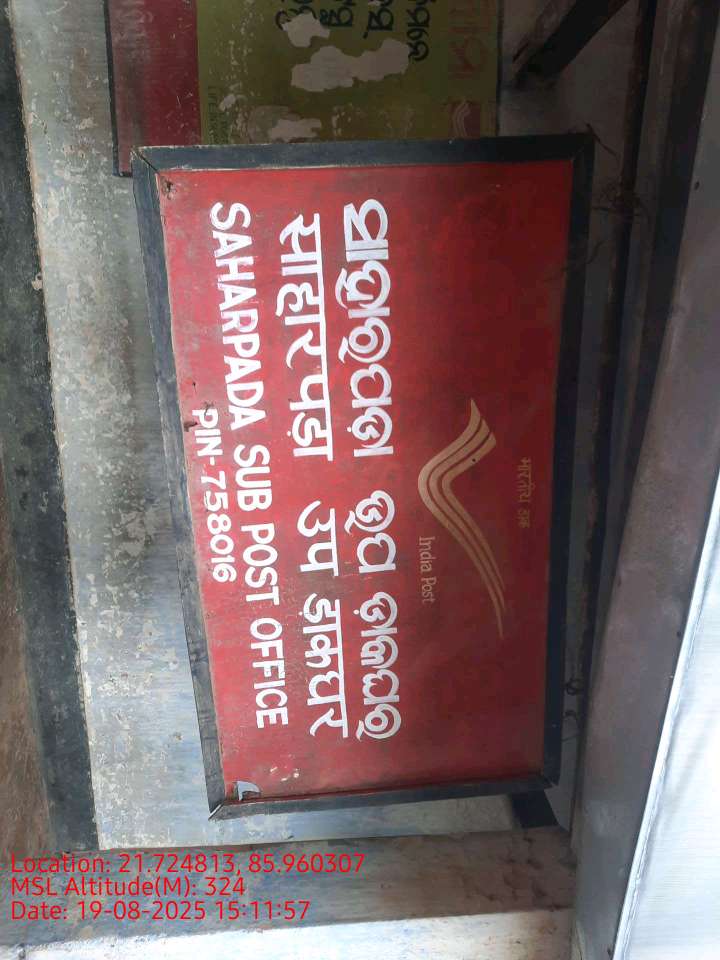 भारतीय डाक
India Post
ସାହାରପଡ଼ା ଉପ ଡ଼ାକଘର
साहारपड़ा उप डाकघर
SAHARPADA SUB POST OFFICE
PIN-758016
Location: 21.724813, 85.960307
MSL Altitude(M): 324
Date: 19-08-2025 15:11:57